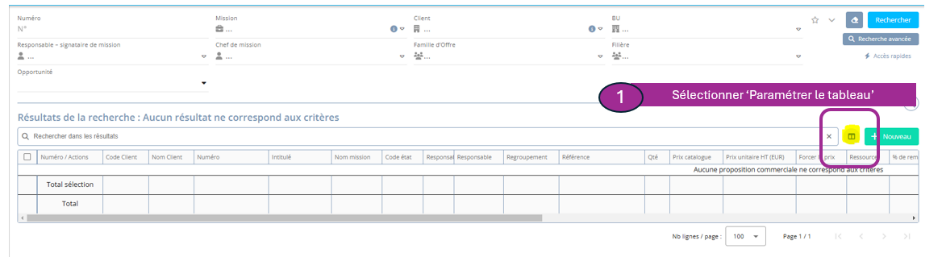 Numéro
Mission
Client
BU
N°
...
...
...
Rechercher
Recherche avancée
Responsable – signataire de mission
Chef de mission
Famille d'Offre
Filière
...
...
...
...
Accès rapides
Opportunité
1
Sélectionner 'Paramétrer le tableau'
Résultats de la recherche : Aucun résultat ne correspond aux critères
Rechercher dans les résultats
Nouveau
Numéro / Actions
Code Client
Nom Client
Numéro
Intitulé
Nom mission
Code état
Responsal
Responsable
Regroupement
Référence
Qté
Prix catalogue
Prix unitaire HT (EUR)
Forcer prix
Ressource
% de rem
Aucune proposition commerciale ne correspond aux critères
Total sélection
Total
Nb lignes / page : 100
Page 1 / 1